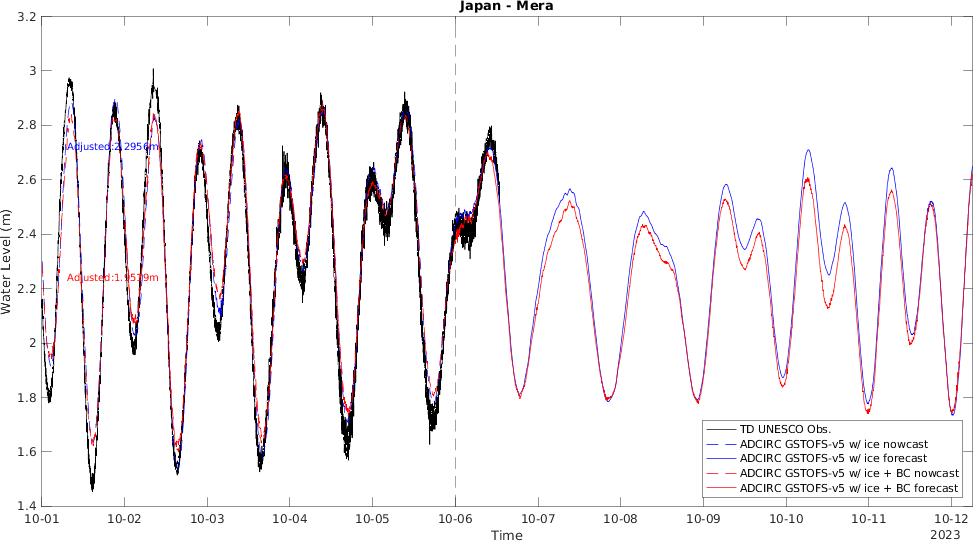 Japan - Mera
3.2
3
2.8
2.6
2.4
2.2
2
1.8
1.6
1.4
Water Level (m)
Adjusted:2.2956m
Adjusted:1.9519m
TD UNESCO Obs.
ADCIRC GSTOFS-v5 w/ ice nowcast
ADCIRC GSTOFS-v5 w/ ice forecast
ADCIRC GSTOFS-v5 w/ ice + BC nowcast
ADCIRC GSTOFS-v5 w/ ice + BC forecast
10-01 10-02 10-03 10-04 10-05 10-06 10-07 10-08 10-09 10-10 10-11 10-12
2023
Time